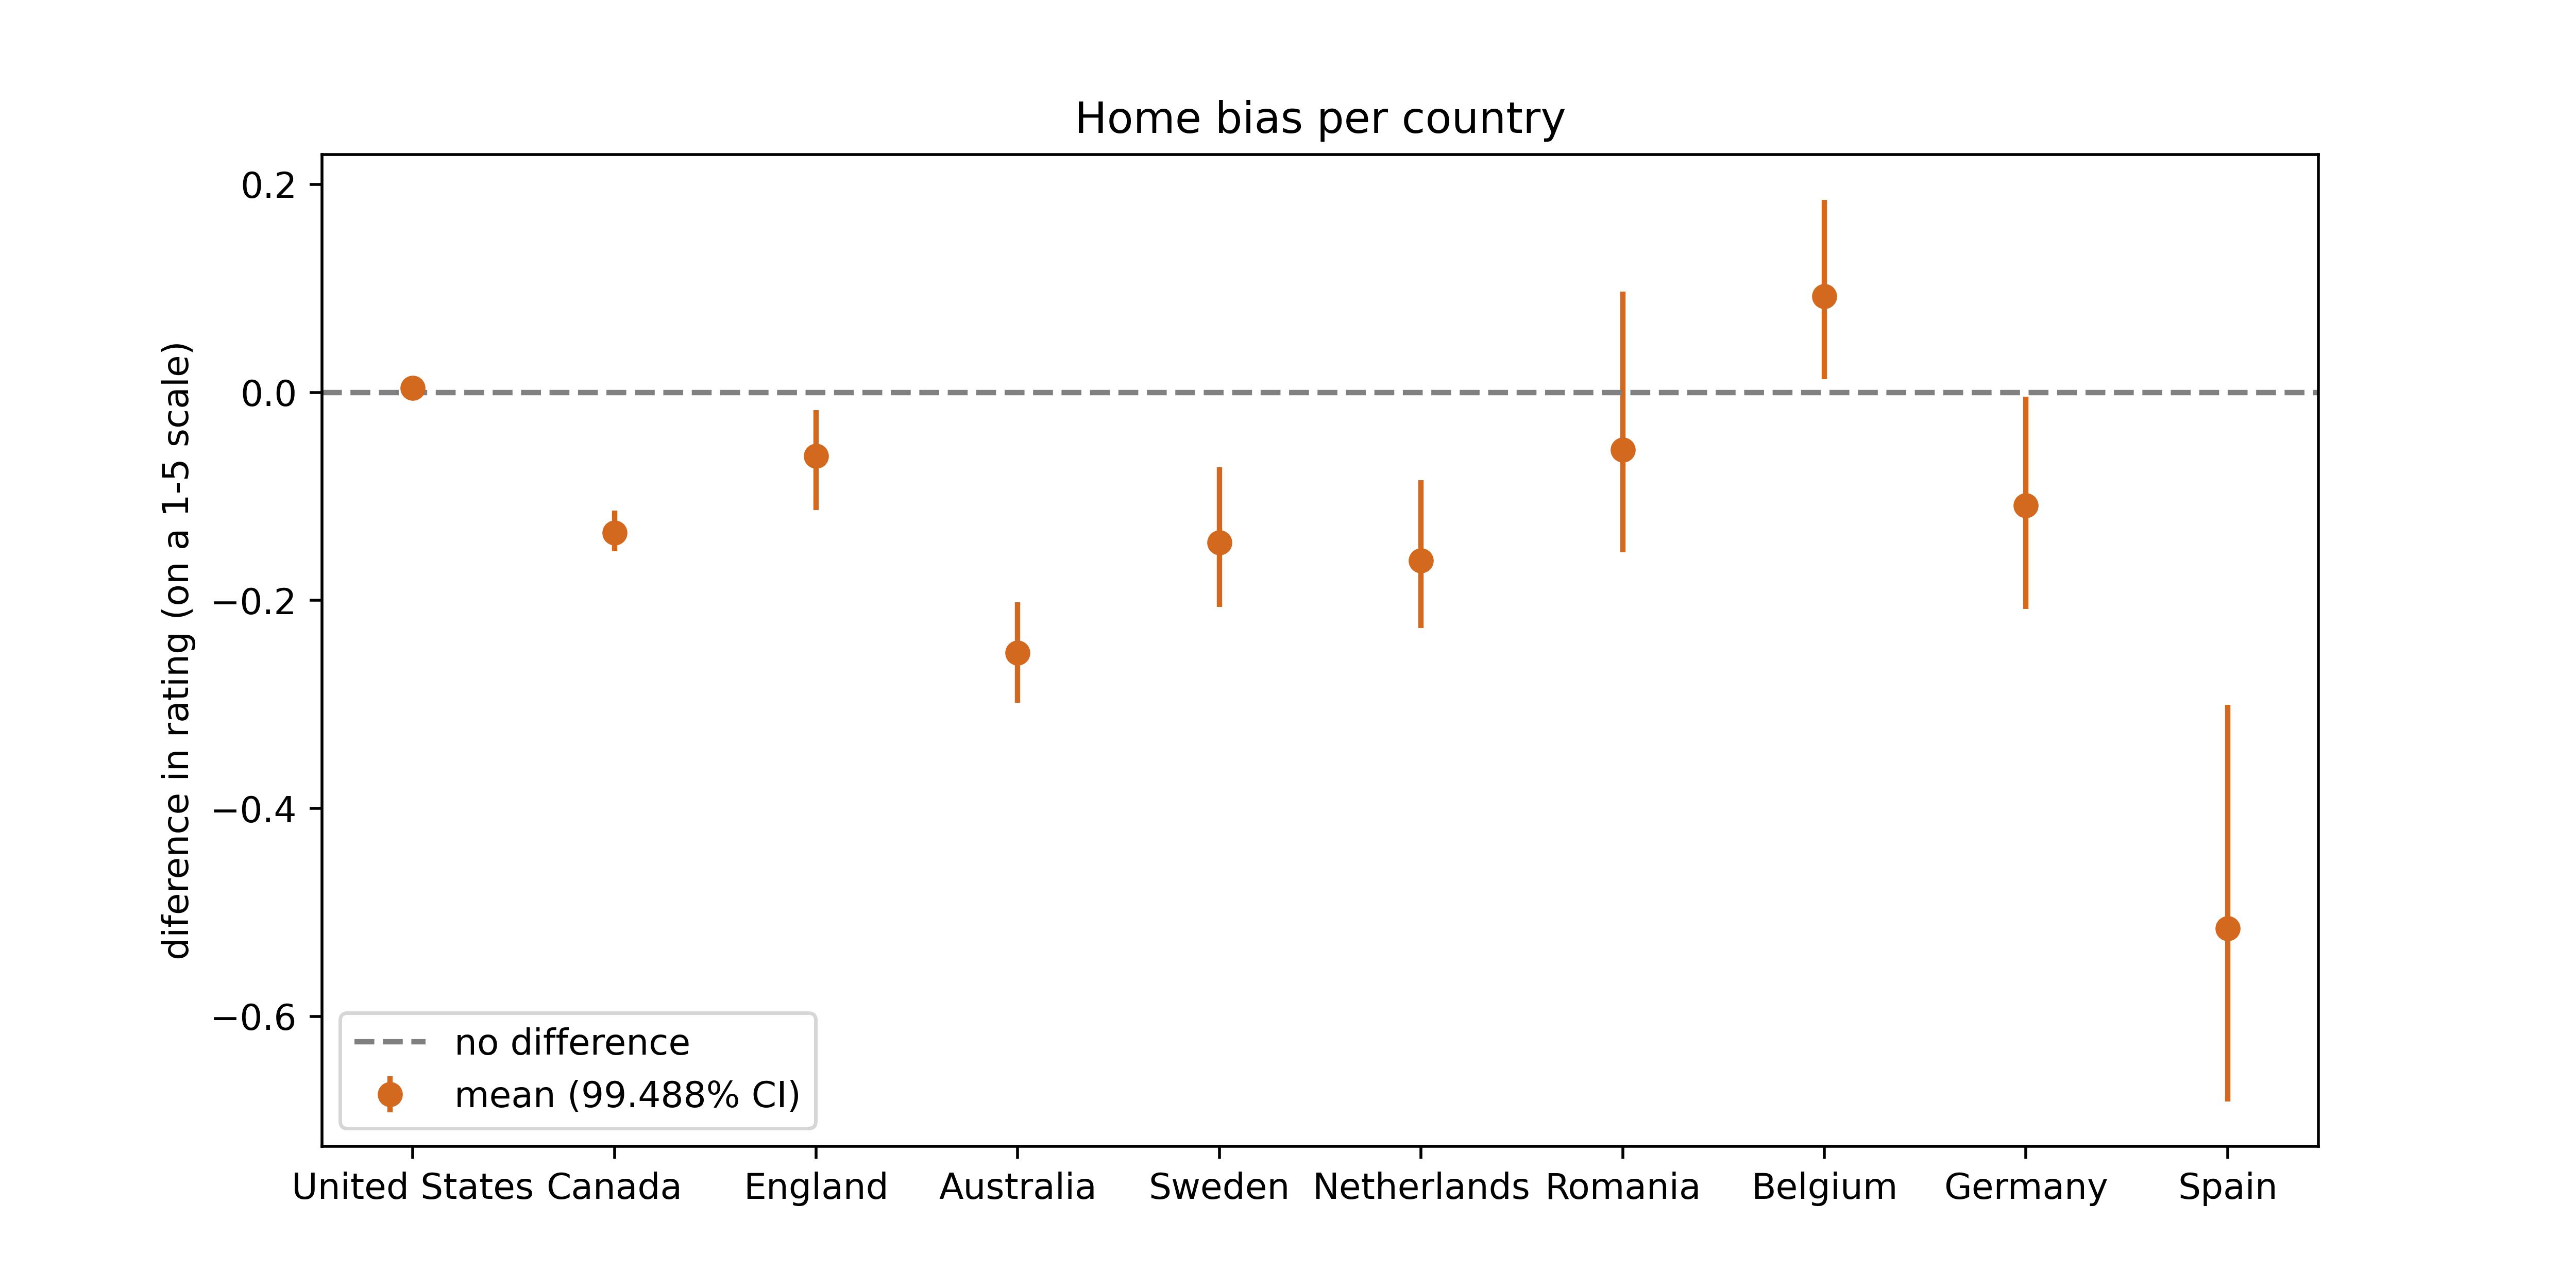 Home bias per country
diference in rating (on a 1-5 scale)
0.2
0.0
−0.2
−0.4
−0.6
no difference
mean (99.488% CI)
United States Canada England Australia Sweden Netherlands Romania Belgium Germany Spain